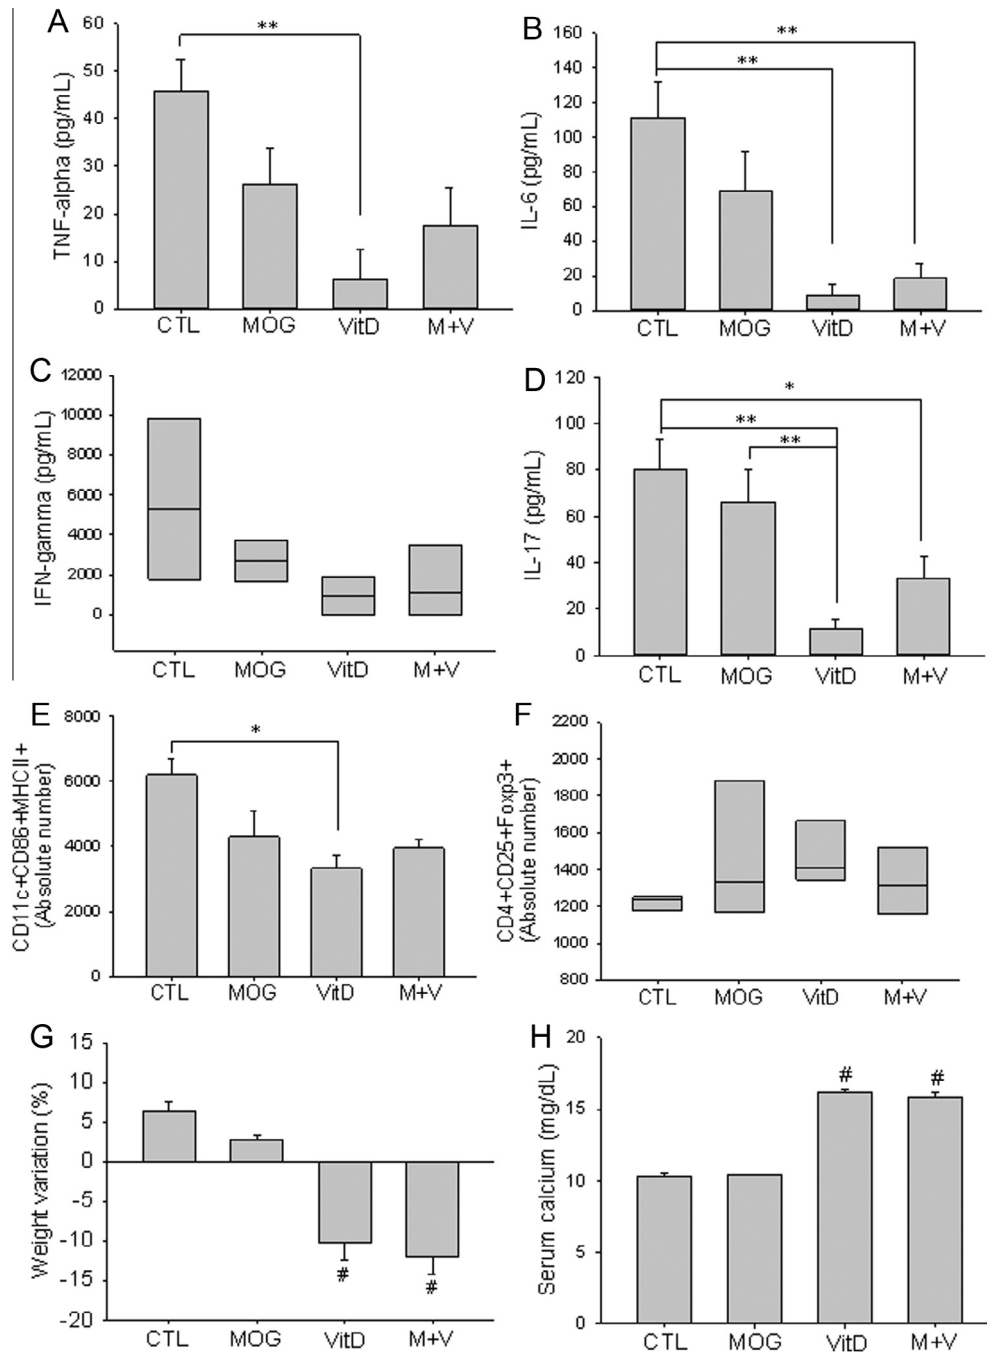 A
TNF-alpha (pg/mL)
60
50
40
30
20
10
0
**
CTL MOG VitD M+V
B
IL-6 (pg/mL)
160
140
120
100
80
60
40
20
0
**
**
CTL MOG VitD M+V
C
IFN-gamma (pg/mL)
12000
10000
8000
6000
4000
2000
0
CTL MOG VitD M+V
D
IL-17 (pg/mL)
120
100
80
60
40
20
0
*
**
**
CTL MOG VitD M+V
E
CD11c+CD86+MHCII+
(Absolute number)
8000
6000
4000
2000
0
*
CTL MOG VitD M+V
F
CD4+CD25+Foxp3+
(Absolute number)
2200
2000
1800
1600
1400
1200
1000
800
CTL MOG VitD M+V
G
Weight variation (%)
15
10
5
0
-5
-10
-15
-20
# #
CTL MOG VitD M+V
H
Serum calcium (mg/dL)
20
15
10
5
0
# #
CTL MOG VitD M+V